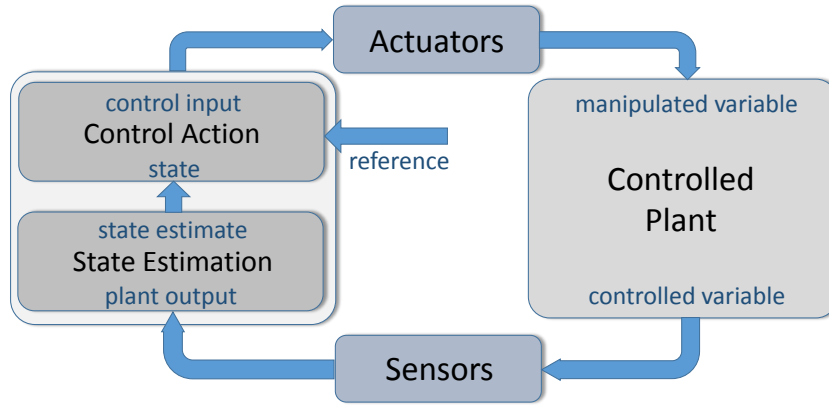 Actuators
control input
Control Action
state
reference
state estimate
State Estimation
plant output
manipulated variable
Controlled
Plant
controlled variable
Sensors